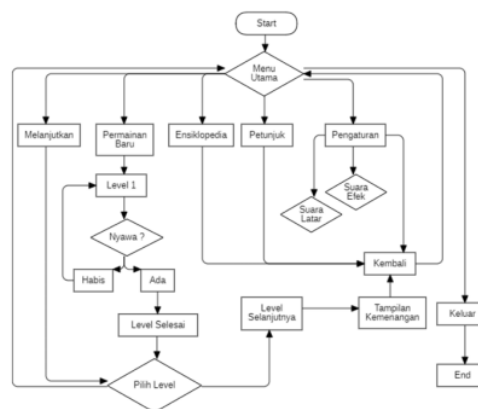 Start
Menu
Utama
Melanjutkan
Permainan
Baru
Ensiklopedia
Petunjuk
Pengaturan
Level 1
Suara
Latar
Suara
Efek
Nyawa ?
Habis
Ada
Kembali
Level Selesai
Level
Selanjutnya
Tampilan
Kemenangan
Keluar
Pilih Level
End